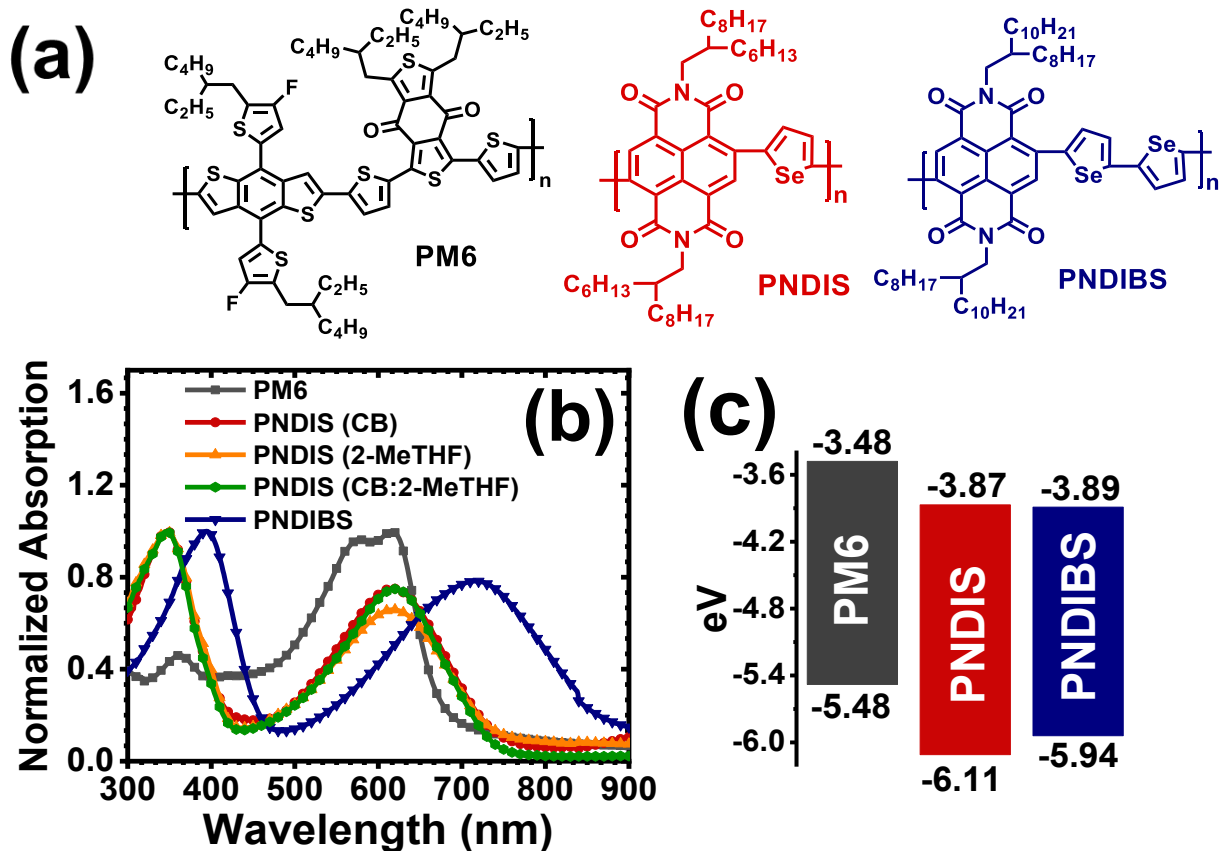 (a)
C₄H₉
C₂H₅
C₄H₉
C₂H₅
C₄H₉
C₂H₅
F
S
S
O
O
S
S
S
S
S
n
S
F
C₂H₅
C₄H₉
PM6
C₈H₁₇
C₆H₁₃
O
N
O
Se
n
O
N
O
C₆H₁₃
C₈H₁₇
PNDIS
C₁₀H₂₁
C₈H₁₇
O
N
O
Se
Se
n
O
N
O
C₈H₁₇
C₁₀H₂₁
PNDIBS
(b)
PM6
PNDIS (CB)
PNDIS (2-MeTHF)
PNDIS (CB:2-MeTHF)
PNDIBS
Normalized Absorption
1.6
1.2
0.8
0.4
0.0
300 400 500 600 700 800 900
Wavelength (nm)
(c)
eV
-3.6
-4.2
-4.8
-5.4
-6.0
-3.48
PM6
-5.48
-3.87
PNDIS
-6.11
-3.89
PNDIBS
-5.94